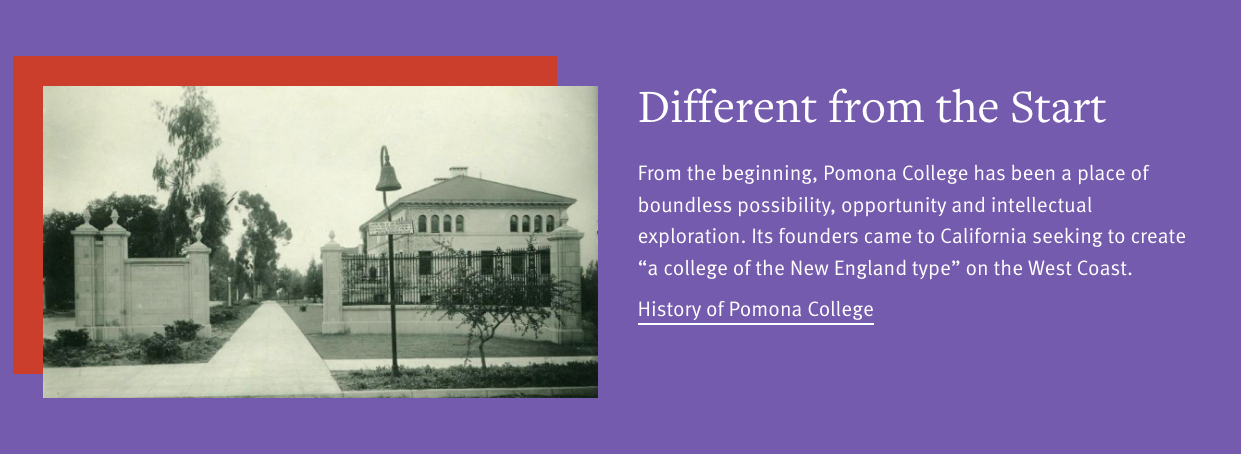 Different from the Start
From the beginning, Pomona College has been a place of
boundless possibility, opportunity and intellectual
exploration. Its founders came to California seeking to create
“a college of the New England type” on the West Coast.
History of Pomona College